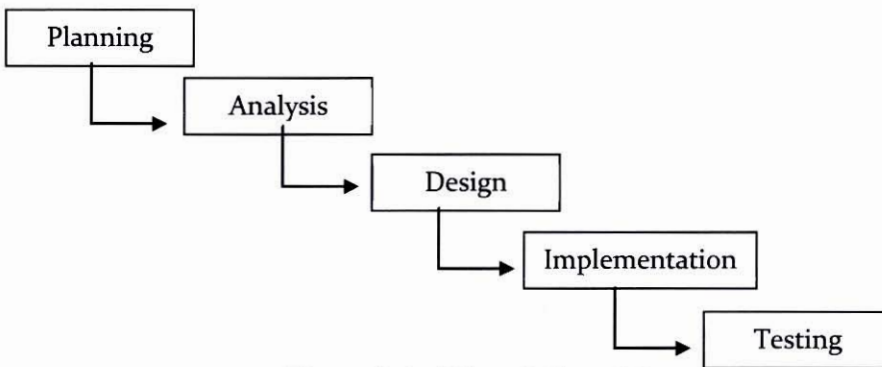 Planning
Analysis
Design
Implementation
Testing